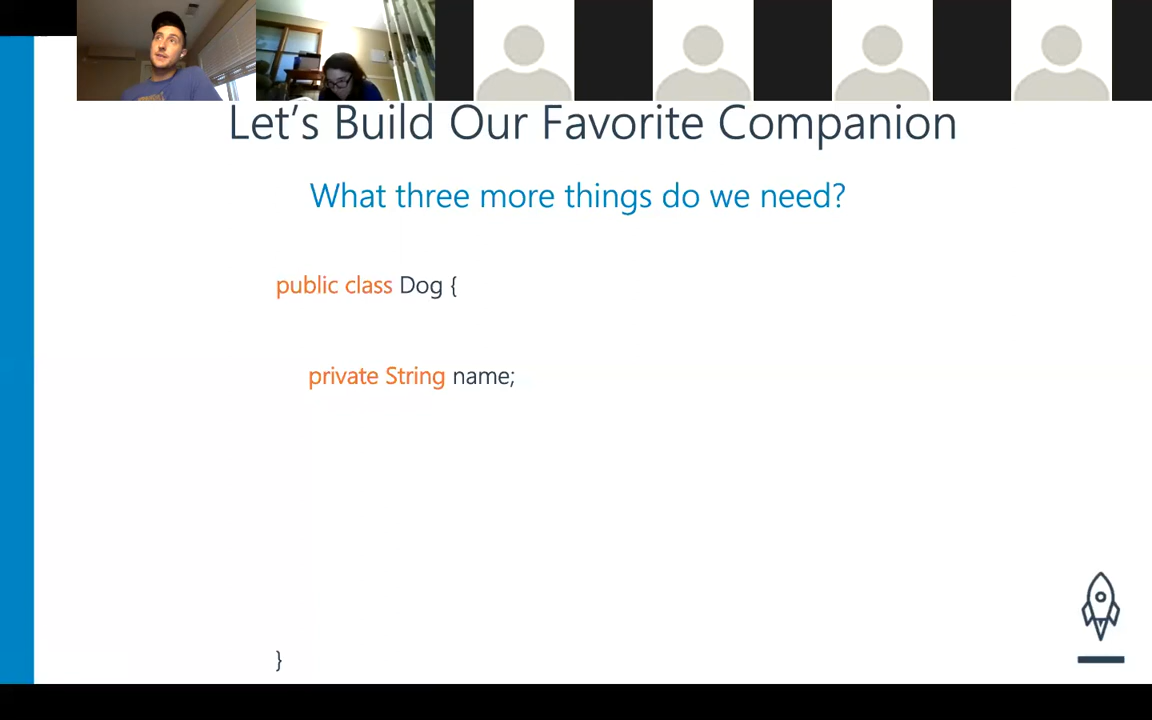 Let's Build Our Favorite Companion
What three more things do we need?
public class Dog {
private String name;
}